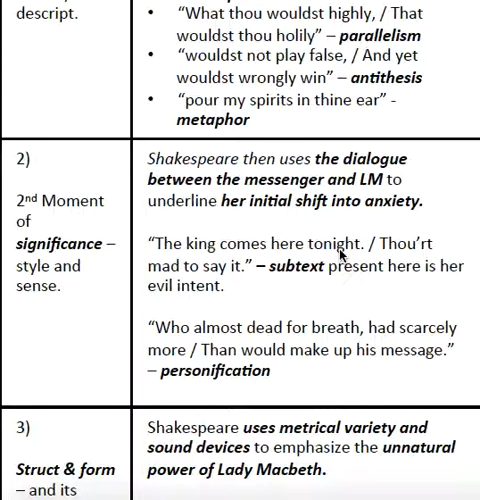 descript.
• “What thou wouldst highly, / That
wouldst thou holily” – parallelism
• “wouldst not play false, / And yet
wouldst wrongly win” – antithesis
• “pour my spirits in thine ear” -
metaphor
2)
2nd Moment
of
significance –
style and
sense.
Shakespeare then uses the dialogue
between the messenger and LM to
underline her initial shift into anxiety.
“The king comes here tonight. / Thou’rt
mad to say it.” – subtext present here is her
evil intent.
“Who almost dead for breath, had scarcely
more / Than would make up his message.”
– personification
3)
Struct & form
– and its
Shakespeare uses metrical variety and
sound devices to emphasize the unnatural
power of Lady Macbeth.